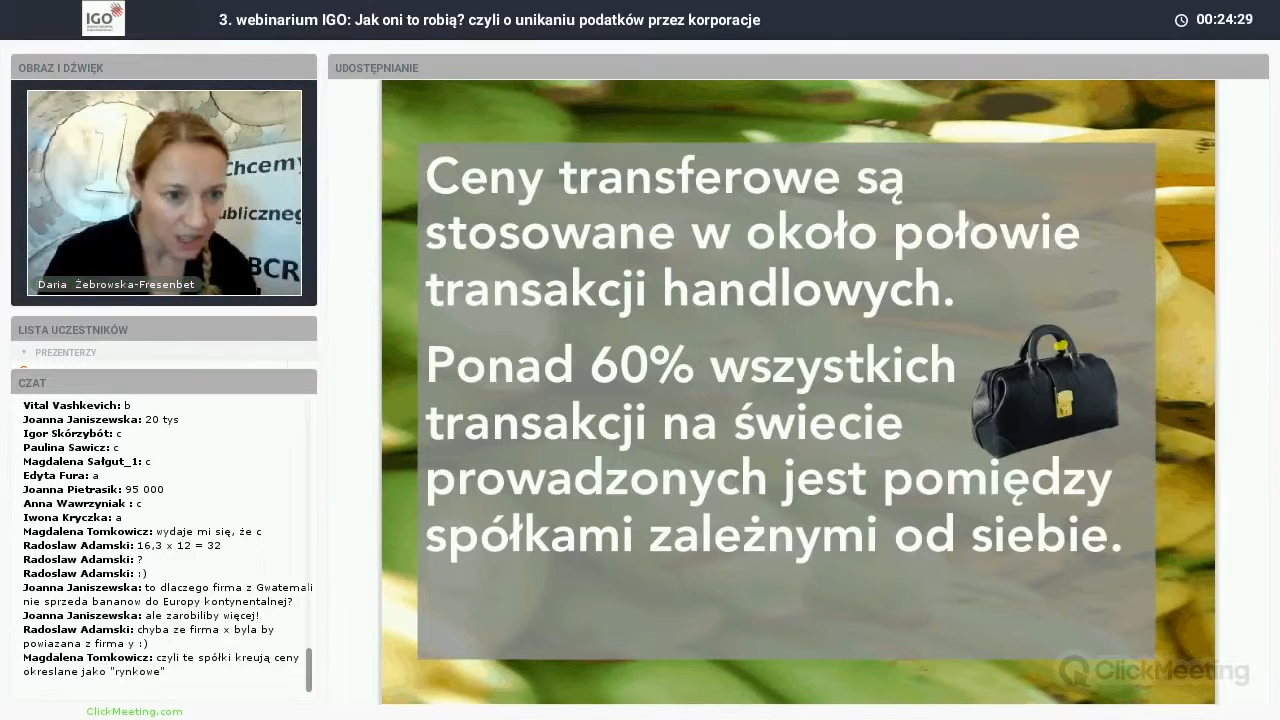 IGO
3. webinarium IGO: Jak oni to robią? czyli o unikaniu podatków przez korporacje
00:24:29
OBRAZ I DŹWIĘK
Chcemy
ublicznego
BCR
Daria Żebrowska-Fresenbet
LISTA UCZESTNIKÓW
PREZENTERZY
CZAT
Vital Vashkevich: b
Joanna Janiszewska: 20 tys
Igor Skórzybót: c
Paulina Sawicz: c
Magdalena Sałgut_1: c
Edyta Fura: a
Joanna Pietrasik: 95 000
Anna Wawrzyniak : c
Iwona Kryczka: a
Magdalena Tomkowicz: wydaje mi się, że c
Radoslaw Adamski: 16,3 x 12 = 32
Radoslaw Adamski: ?
Radoslaw Adamski: :)
Joanna Janiszewska: to dlaczego firma z Gwatemali
nie sprzeda bananow do Europy kontynentalnej?
Joanna Janiszewska: ale zarobiliby więcej!
Radoslaw Adamski: chyba ze firma x byla by
powiazana z firma y :)
Magdalena Tomkowicz: czyli te spółki kreują ceny
okreslane jako "rynkowe"
ClickMeeting.com
UDOSTĘPNIANIE
Ceny transferowe są
stosowane w około połowie
transakcji handlowych.
Ponad 60% wszystkich
transakcji na świecie
prowadzonych jest pomiędzy
spółkami zależnymi od siebie.
ClickMeeting